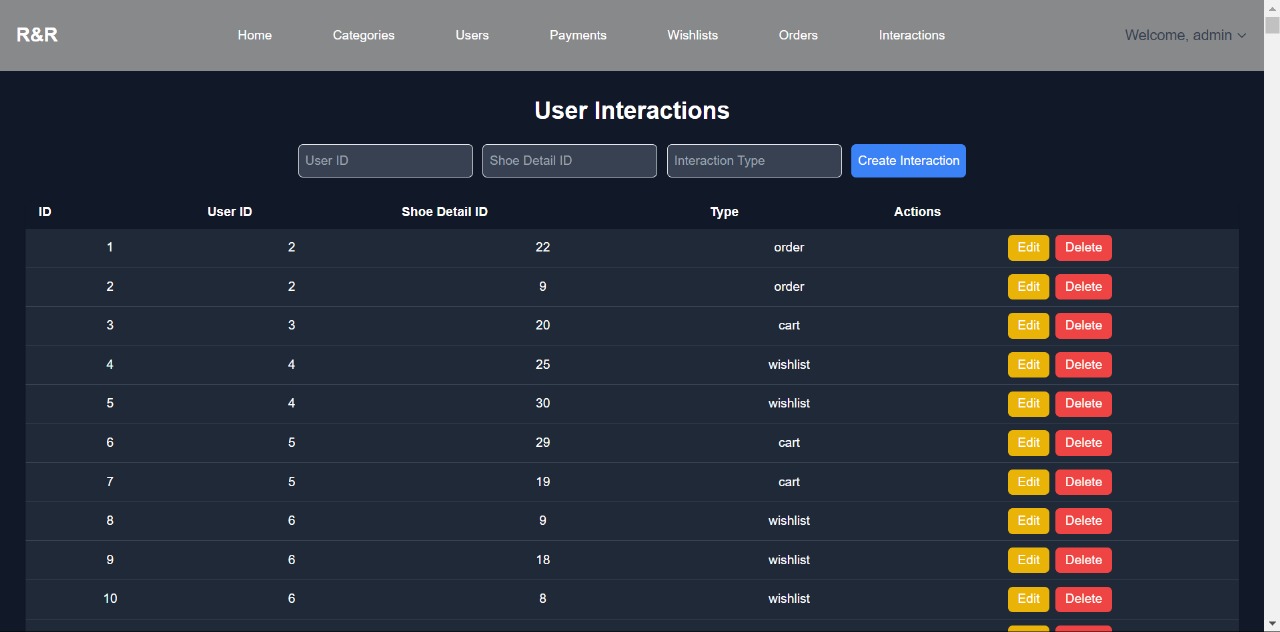 R&R Home Categories Users Payments Wishlists Orders Interactions Welcome, admin
User Interactions
User ID Shoe Detail ID Interaction Type Create Interaction
ID User ID Shoe Detail ID Type Actions
1 2 22 order Edit Delete
2 2 9 order Edit Delete
3 3 20 cart Edit Delete
4 4 25 wishlist Edit Delete
5 4 30 wishlist Edit Delete
6 5 29 cart Edit Delete
7 5 19 cart Edit Delete
8 6 9 wishlist Edit Delete
9 6 18 wishlist Edit Delete
10 6 8 wishlist Edit Delete